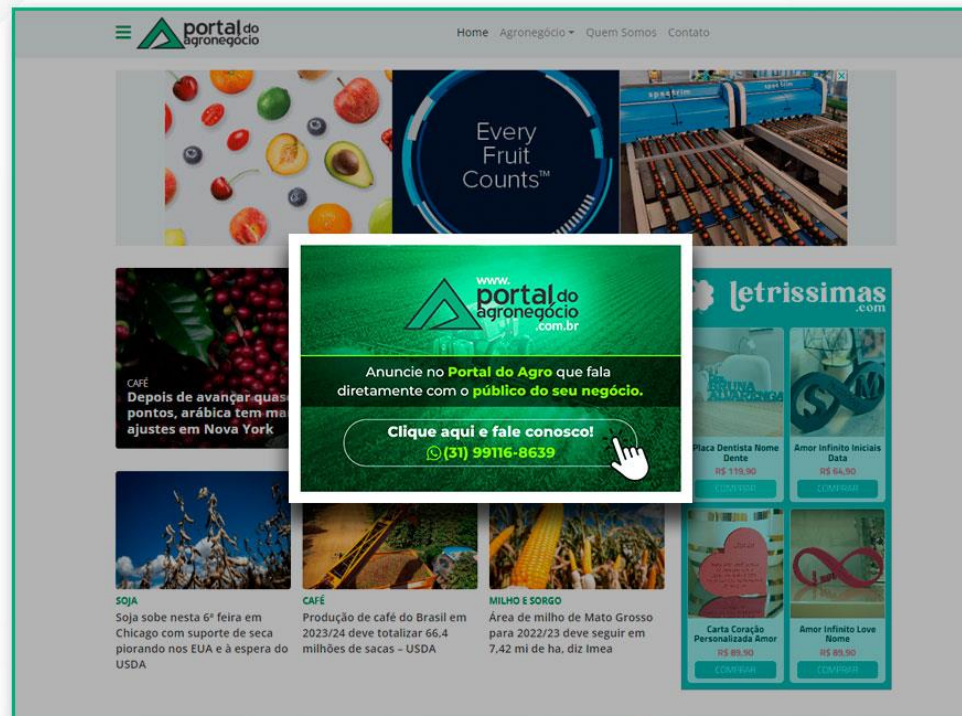 portal do
agronegócio
Home Agronegócio Quem Somos Contato
Every
Fruit
Counts™
CAFÉ
Depois de avançar quas
pontos, arábica tem ma
ajustes em Nova York
www.
portal do
agronegócio
.com.br
Anuncie no Portal do Agro que fala
diretamente com o público do seu negócio.
Clique aqui e fale conosco!
(31) 99116-8639
letrissimas
.com
BRUNA
ALVARENGA
Placa Dentista Nome
Dente
R$ 119,90
COMPRAR
Amor Infinito Iniciais
Data
R$ 64,90
COMPRAR
Carta Coração
Personalizada Amor
R$ 89,90
COMPRAR
Amor Infinito Love
Nome
R$ 89,90
COMPRAR
SOJA
Soja sobe nesta 6ª feira em
Chicago com suporte de seca
piorando nos EUA e à espera do
USDA
CAFÉ
Produção de café do Brasil em
2023/24 deve totalizar 66,4
milhões de sacas – USDA
MILHO E SORGO
Área de milho de Mato Grosso
para 2022/23 deve seguir em
7,42 mi de ha, diz Imea